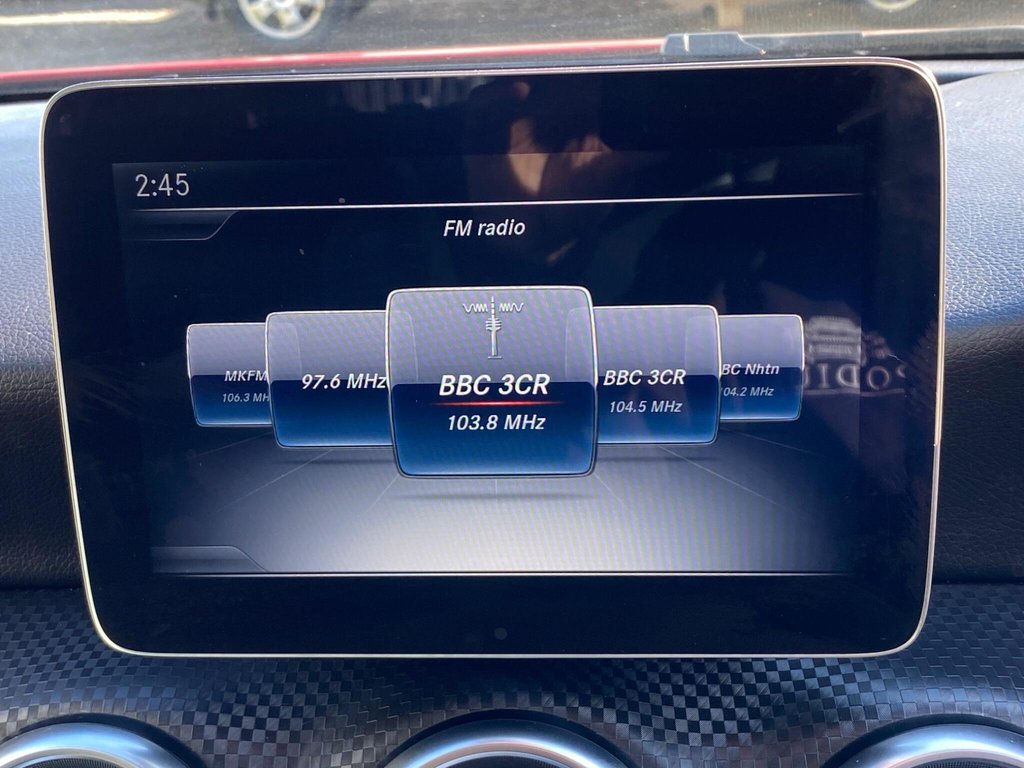 2:45
FM radio
MKFM
106.3 MH
97.6 MHz
BBC 3CR
103.8 MHz
BBC 3CR
104.5 MHz
BC Nhtn
04.2 MHz